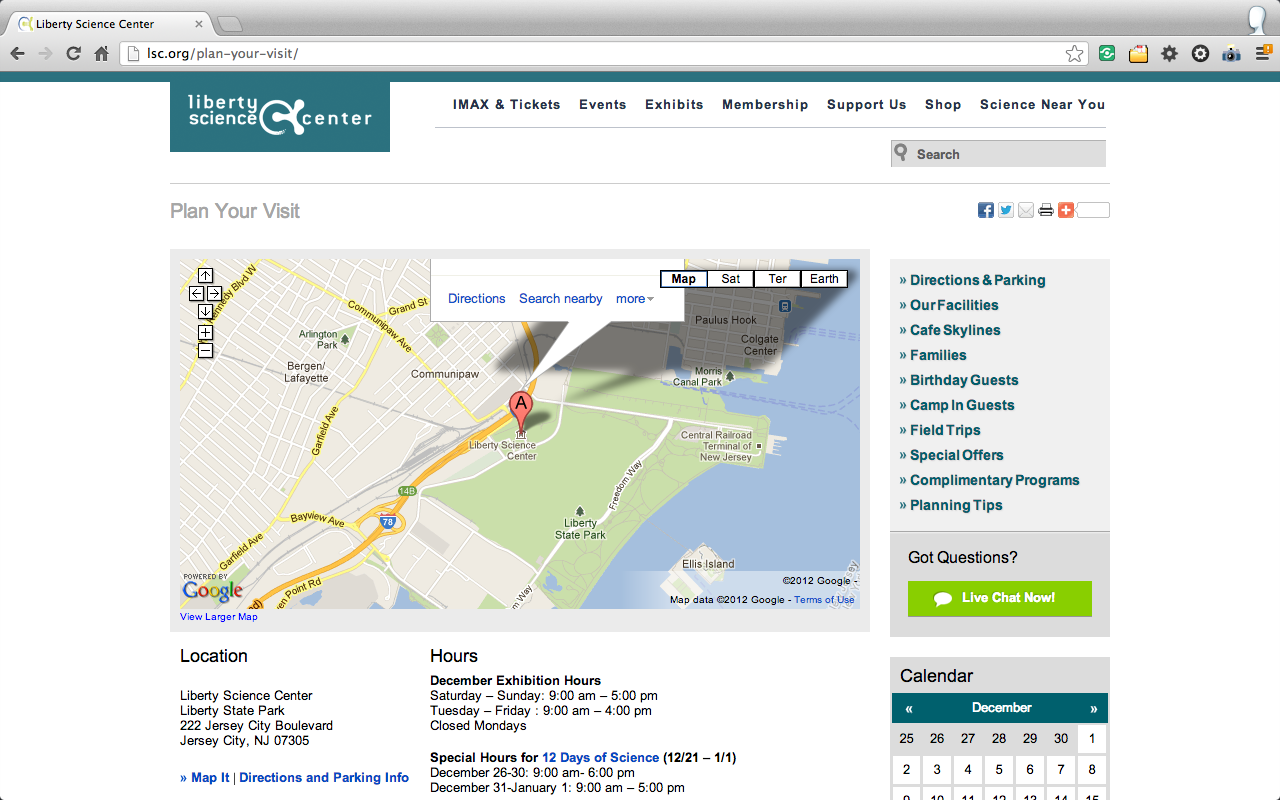 Liberty Science Center
lsc.org/plan-your-visit/
liberty
science center
IMAX & Tickets Events Exhibits Membership Support Us Shop Science Near You
Search
Plan Your Visit
Map Sat Ter Earth
Directions Search nearby more
Kennedy Blvd W
Communipaw Ave
Grand St
Arlington
Park
Bergen/
Lafayette
Communipaw
Paulus Hook
Colgate
Center
Morris
Canal Park
Garfield Ave
A
Liberty Science
Center
Central Railroad
Terminal of
New Jersey
Freedom Way
14B
78
Bayview Ave
Garfield Ave
Liberty
State Park
Ellis Island
Freedom Way
POWERED BY
Google
©2012 Google -
Map data ©2012 Google - Terms of Use
View Larger Map
» Directions & Parking
» Our Facilities
» Cafe Skylines
» Families
» Birthday Guests
» Camp In Guests
» Field Trips
» Special Offers
» Complimentary Programs
» Planning Tips
Got Questions?
Live Chat Now!
Location
Liberty Science Center
Liberty State Park
222 Jersey City Boulevard
Jersey City, NJ 07305
» Map It | Directions and Parking Info
Hours
December Exhibition Hours
Saturday – Sunday: 9:00 am – 5:00 pm
Tuesday – Friday : 9:00 am – 4:00 pm
Closed Mondays
Special Hours for 12 Days of Science (12/21 – 1/1)
December 26-30: 9:00 am- 6:00 pm
December 31-January 1: 9:00 am – 5:00 pm
Calendar
« December »
25 26 27 28 29 30 1
2 3 4 5 6 7 8
9 10 11 12 13 14 15